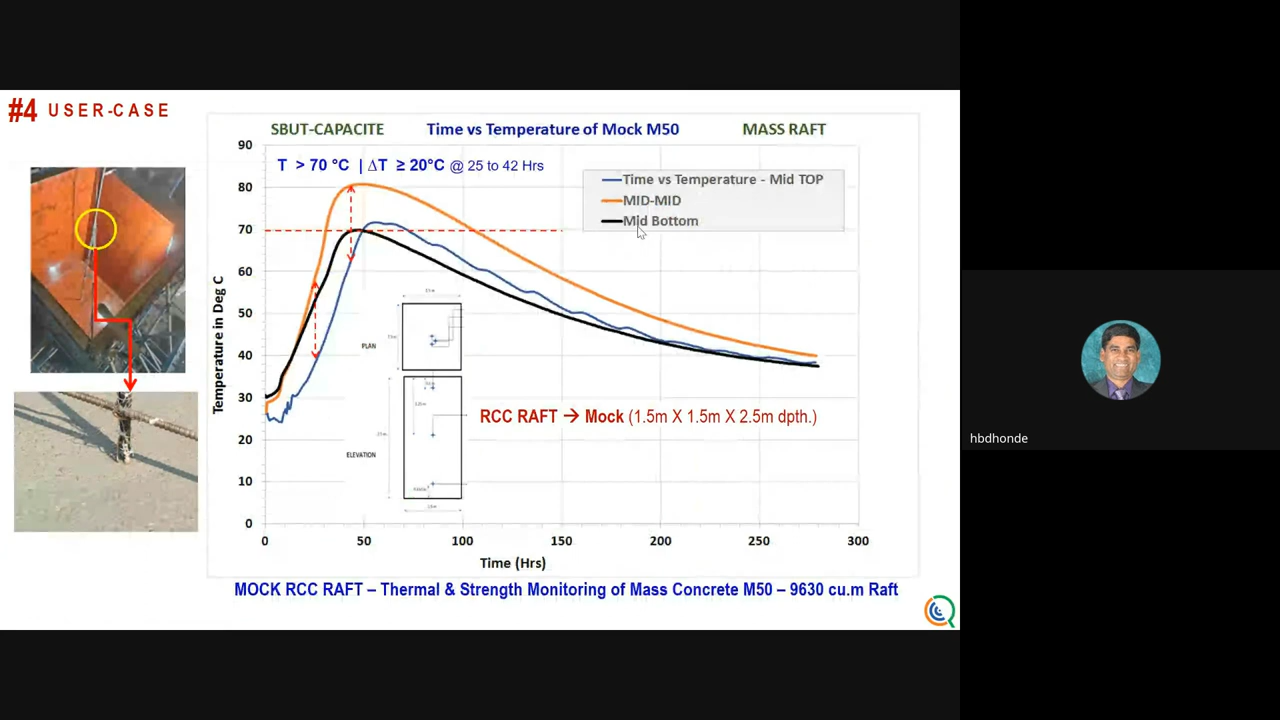 #4 USER-CASE
SBUT-CAPACITE Time vs Temperature of Mock M50 MASS RAFT
T > 70 °C | ∆T ≥ 20°C @ 25 to 42 Hrs
Time vs Temperature - Mid TOP
MID-MID
Mid Bottom
Temperature in Deg C
90
80
70
60
50
40
30
20
10
0
PLAN
ELEVATION
RCC RAFT → Mock (1.5m X 1.5m X 2.5m dpth.)
0 50 100 150 200 250 300
Time (Hrs)
MOCK RCC RAFT – Thermal & Strength Monitoring of Mass Concrete M50 – 9630 cu.m Raft
hbdhonde